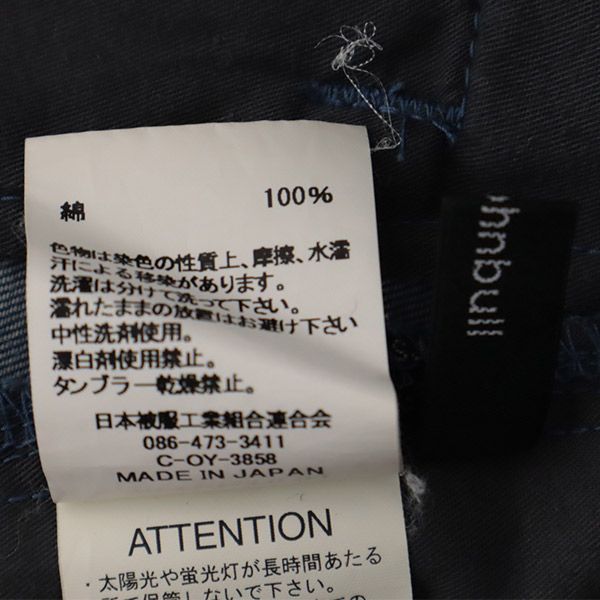 綿 100%
色物は染色の性質上、摩擦、水濡
汗による移染があります。
洗濯は分けて洗って下さい。
濡れたままの放置はお避け下さい
中性洗剤使用。
漂白剤使用禁止。
タンブラー乾燥禁止。
日本被服工業組合連合会
086-473-3411
C-OY-3858
MADE IN JAPAN
ATTENTION
・太陽光や蛍光灯が長時間あたる
所で保管しないで下さい。
hnbull